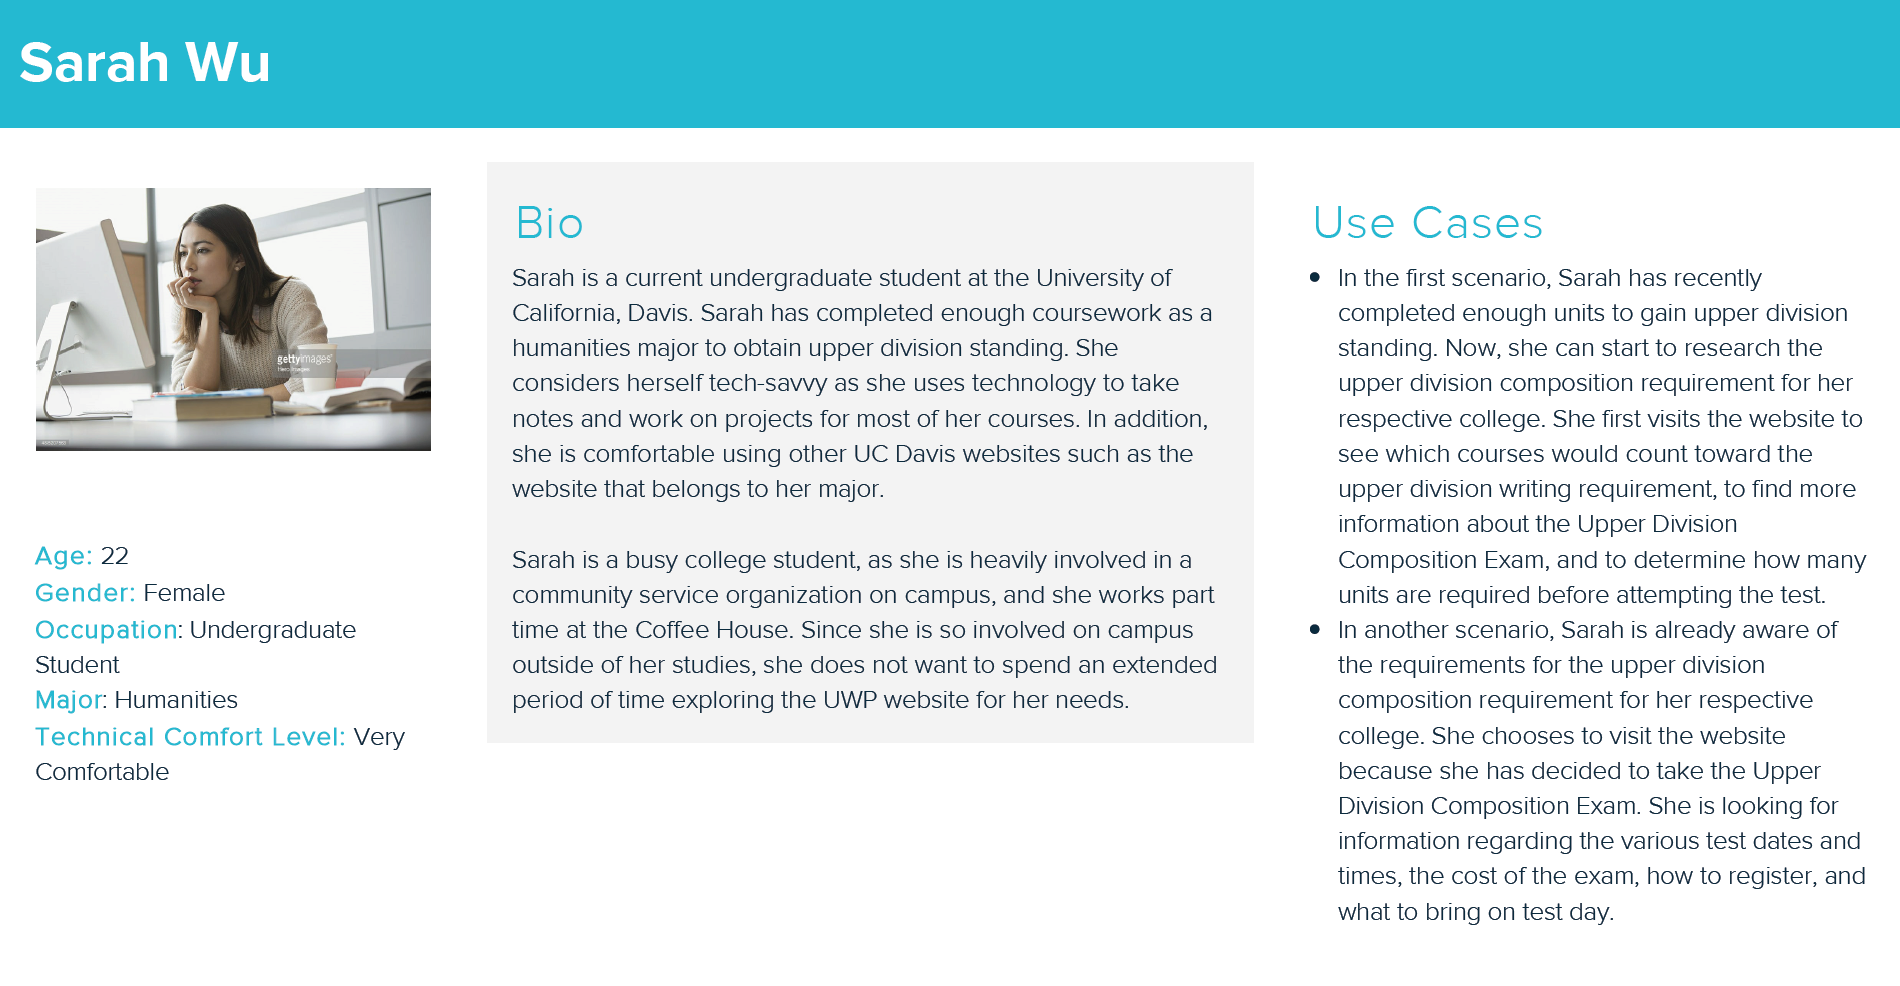 Sarah Wu
gettyimages
Hero Images
Age: 22
Gender: Female
Occupation: Undergraduate
Student
Major: Humanities
Technical Comfort Level: Very
Comfortable
Bio
Sarah is a current undergraduate student at the University of
California, Davis. Sarah has completed enough coursework as a
humanities major to obtain upper division standing. She
considers herself tech-savvy as she uses technology to take
notes and work on projects for most of her courses. In addition,
she is comfortable using other UC Davis websites such as the
website that belongs to her major.
Sarah is a busy college student, as she is heavily involved in a
community service organization on campus, and she works part
time at the Coffee House. Since she is so involved on campus
outside of her studies, she does not want to spend an extended
period of time exploring the UWP website for her needs.
Use Cases
• In the first scenario, Sarah has recently
completed enough units to gain upper division
standing. Now, she can start to research the
upper division composition requirement for her
respective college. She first visits the website to
see which courses would count toward the
upper division writing requirement, to find more
information about the Upper Division
Composition Exam, and to determine how many
units are required before attempting the test.
• In another scenario, Sarah is already aware of
the requirements for the upper division
composition requirement for her respective
college. She chooses to visit the website
because she has decided to take the Upper
Division Composition Exam. She is looking for
information regarding the various test dates and
times, the cost of the exam, how to register, and
what to bring on test day.